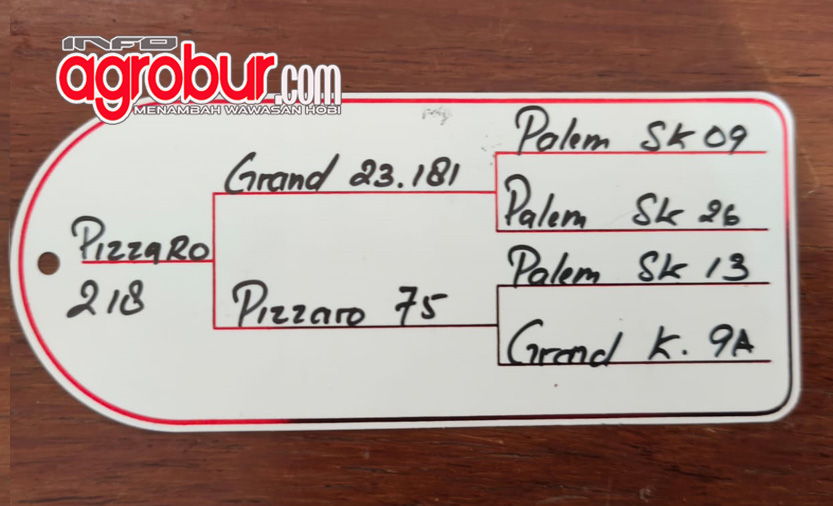 INFO
agrobur.com
MENAMBAH WAWASAN HOBI
Palem SK 09
Grand 23.181
Palem SK 26
PIZZARO
218
Palem SK 13
Pizzaro 75
Grand K. 9A